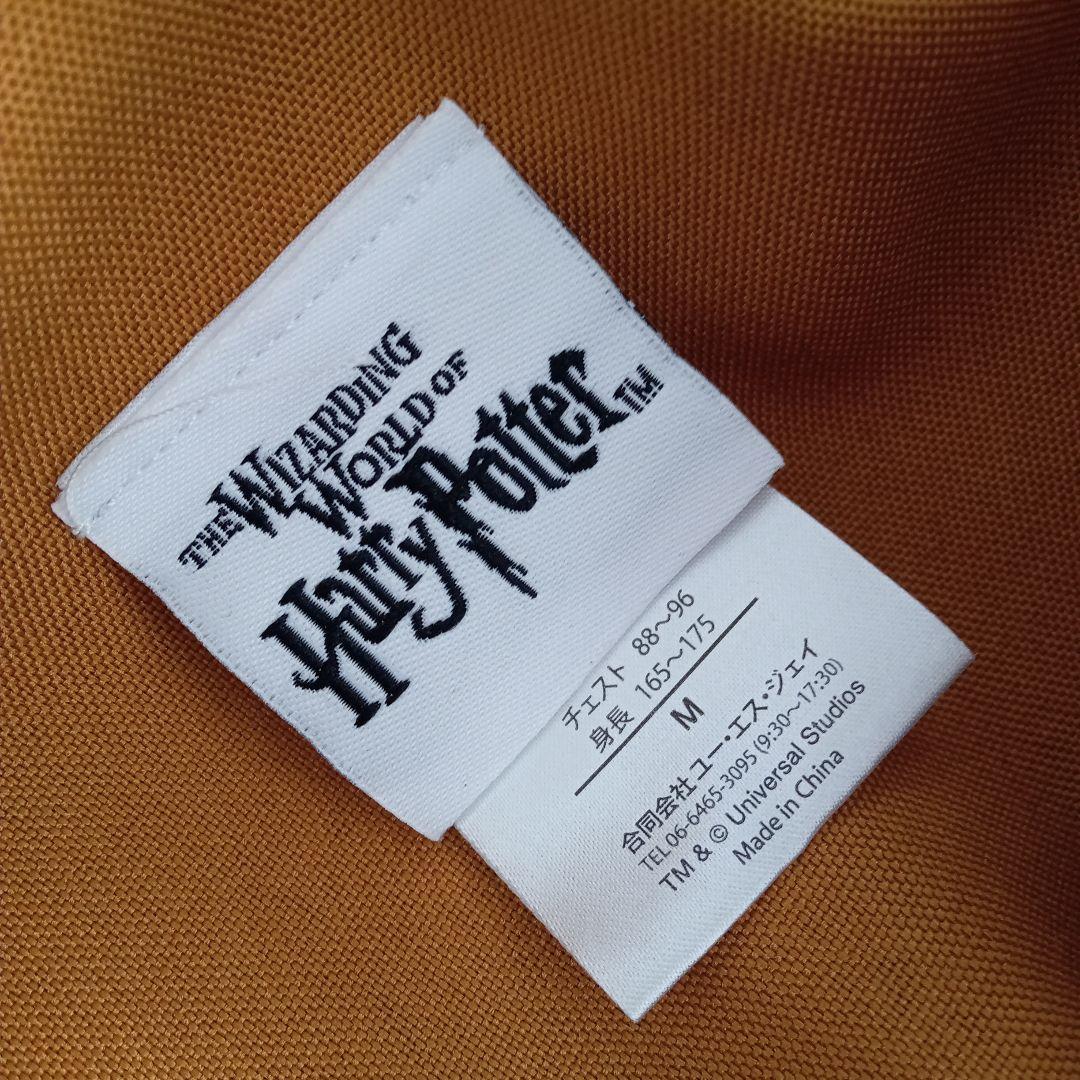 THE WIZARDING
WORLD OF
Harry Potter TM
チェスト 88〜96
身長 165〜175
M
合同会社 ユー・エス・ジェイ
TEL06-6465-3095 (9:30〜17:30)
TM & © Universal Studios
Made in China